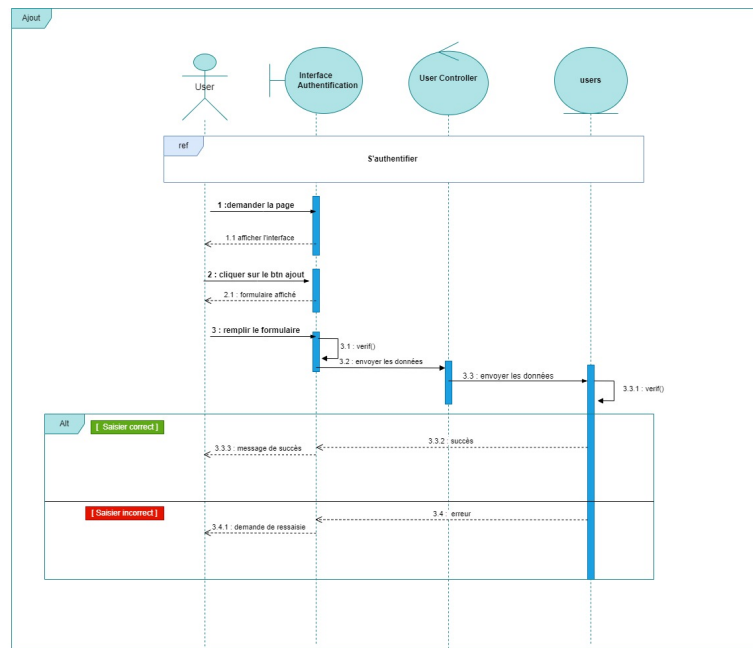 Ajout
User
Interface
Authentification
User Controller
users
ref
S'authentifier
1 :demander la page
1.1 afficher l'interface
2 : cliquer sur le btn ajout
2.1 : formulaire affiché
3 : remplir le formulaire
3.1 : verif()
3.2 : envoyer les données
3.3 : envoyer les données
3.3.1 : verif()
Alt
[ Saisier correct ]
3.3.2 : succès
3.3.3 : message de succès
[ Saisier incorrect ]
3.4 : erreur
3.4.1 : demande de ressaisie